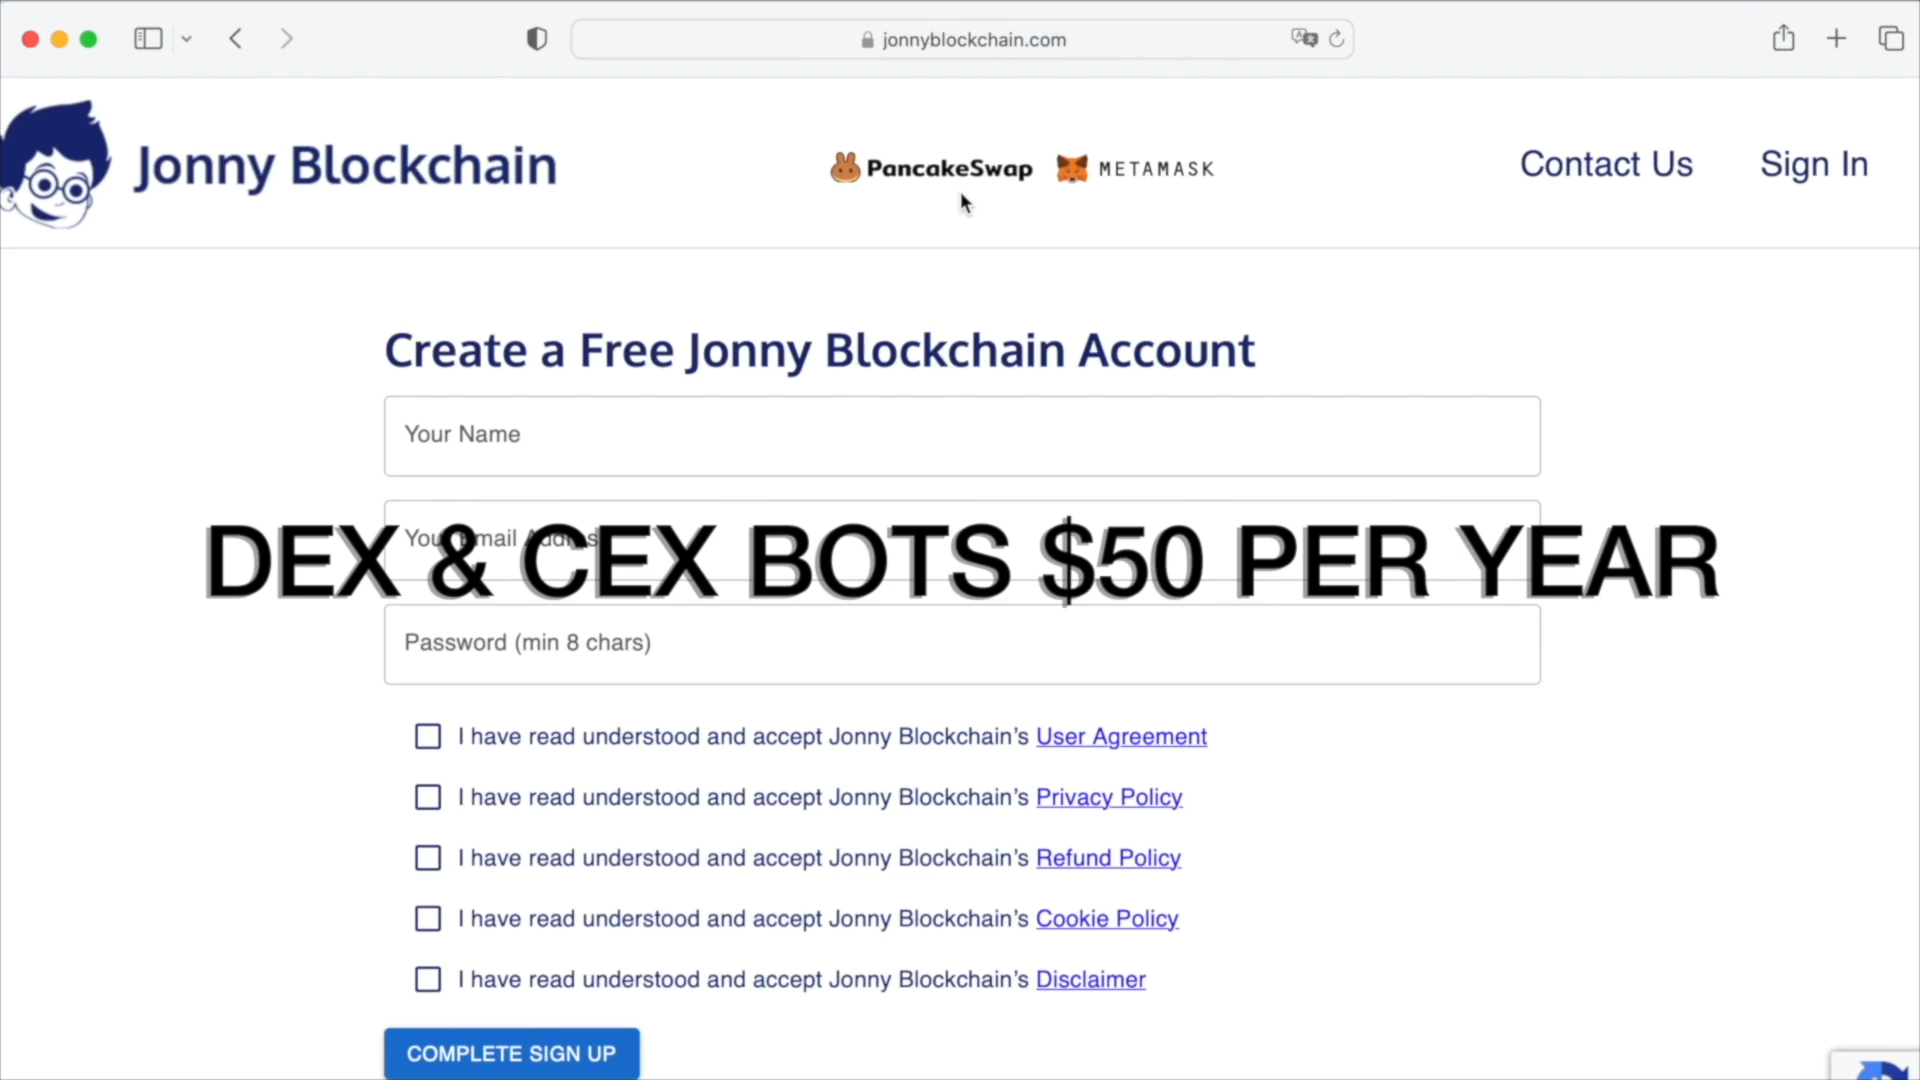 jonnyblockchain.com
Jonny Blockchain
PancakeSwap
METAMASK
Contact Us
Sign In
Create a Free Jonny Blockchain Account
Your Name
Your Email Address
DEX & CEX BOTS $50 PER YEAR
Password (min 8 chars)
I have read understood and accept Jonny Blockchain's User Agreement
I have read understood and accept Jonny Blockchain's Privacy Policy
I have read understood and accept Jonny Blockchain's Refund Policy
I have read understood and accept Jonny Blockchain's Cookie Policy
I have read understood and accept Jonny Blockchain's Disclaimer
COMPLETE SIGN UP